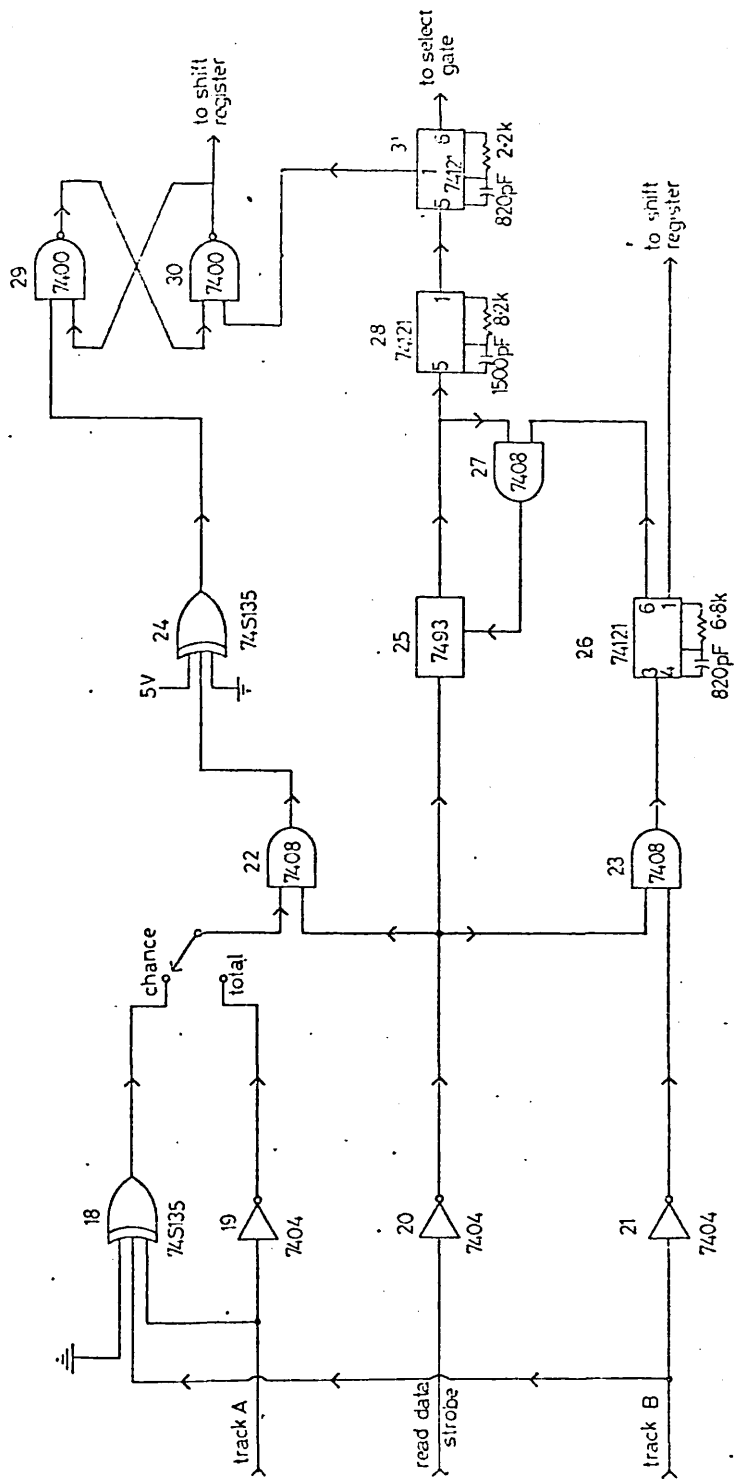 track A
read data
strobe
track B
18
74S135
19
7404
20
7404
21
7404
chance
total
22
7408
23
7408
5V
24
74S135
25
7493
26
74121
3
4
6
1
820pF 6·8k
27
7408
28
74121
5
1
1500pF 8·2k
29
7400
30
7400
31
74121
5
1
6
820pF 2·2k
to shift
register
to select
gate
to shift
register